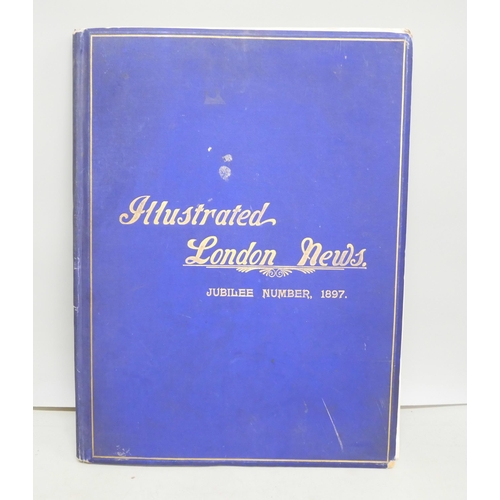 Illustrated
London News.
JUBILEE NUMBER, 1897.